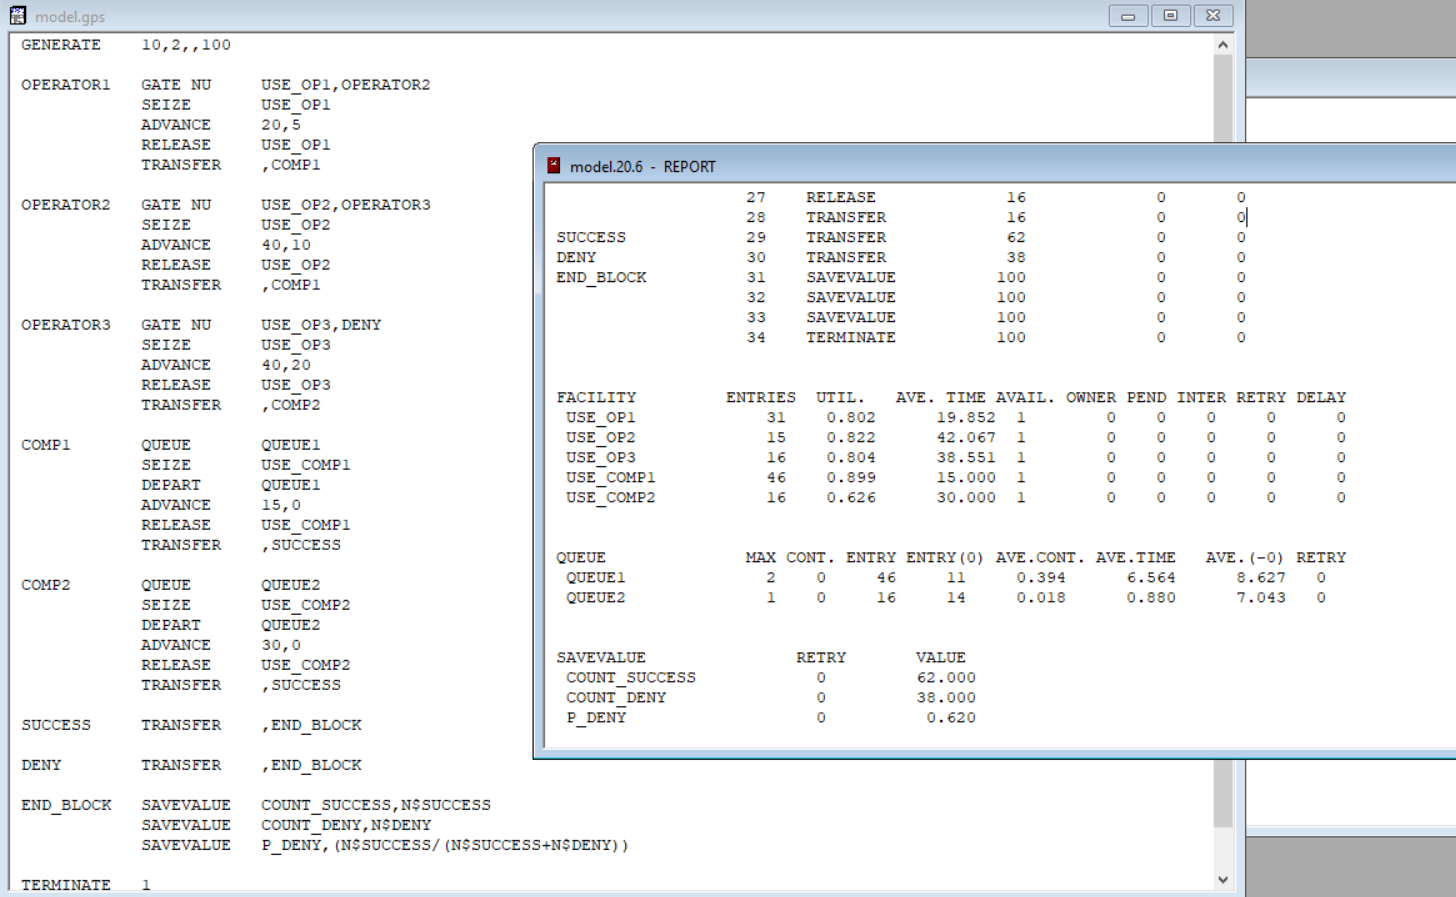 model.gps
GENERATE 10,2,,100
OPERATOR1 GATE NU USE_OP1,OPERATOR2
SEIZE USE_OP1
ADVANCE 20,5
RELEASE USE_OP1
TRANSFER ,COMP1
OPERATOR2 GATE NU USE_OP2,OPERATOR3
SEIZE USE_OP2
ADVANCE 40,10
RELEASE USE_OP2
TRANSFER ,COMP1
OPERATOR3 GATE NU USE_OP3,DENY
SEIZE USE_OP3
ADVANCE 40,20
RELEASE USE_OP3
TRANSFER ,COMP2
COMP1 QUEUE QUEUE1
SEIZE USE_COMP1
DEPART QUEUE1
ADVANCE 15,0
RELEASE USE_COMP1
TRANSFER ,SUCCESS
COMP2 QUEUE QUEUE2
SEIZE USE_COMP2
DEPART QUEUE2
ADVANCE 30,0
RELEASE USE_COMP2
TRANSFER ,SUCCESS
SUCCESS TRANSFER ,END_BLOCK
DENY TRANSFER ,END_BLOCK
END_BLOCK SAVEVALUE COUNT_SUCCESS,N$SUCCESS
SAVEVALUE COUNT_DENY,N$DENY
SAVEVALUE P_DENY,(N$SUCCESS/(N$SUCCESS+N$DENY))
TERMINATE 1
model.20.6 - REPORT
27 RELEASE 16 0 0
28 TRANSFER 16 0 0
SUCCESS 29 TRANSFER 62 0 0
DENY 30 TRANSFER 38 0 0
END_BLOCK 31 SAVEVALUE 100 0 0
32 SAVEVALUE 100 0 0
33 SAVEVALUE 100 0 0
34 TERMINATE 100 0 0
FACILITY ENTRIES UTIL. AVE. TIME AVAIL. OWNER PEND INTER RETRY DELAY
USE_OP1 31 0.802 19.852 1 0 0 0 0 0
USE_OP2 15 0.822 42.067 1 0 0 0 0 0
USE_OP3 16 0.804 38.551 1 0 0 0 0 0
USE_COMP1 46 0.899 15.000 1 0 0 0 0 0
USE_COMP2 16 0.626 30.000 1 0 0 0 0 0
QUEUE MAX CONT. ENTRY ENTRY(0) AVE.CONT. AVE.TIME AVE.(-0) RETRY
QUEUE1 2 0 46 11 0.394 6.564 8.627 0
QUEUE2 1 0 16 14 0.018 0.880 7.043 0
SAVEVALUE RETRY VALUE
COUNT_SUCCESS 0 62.000
COUNT_DENY 0 38.000
P_DENY 0 0.620